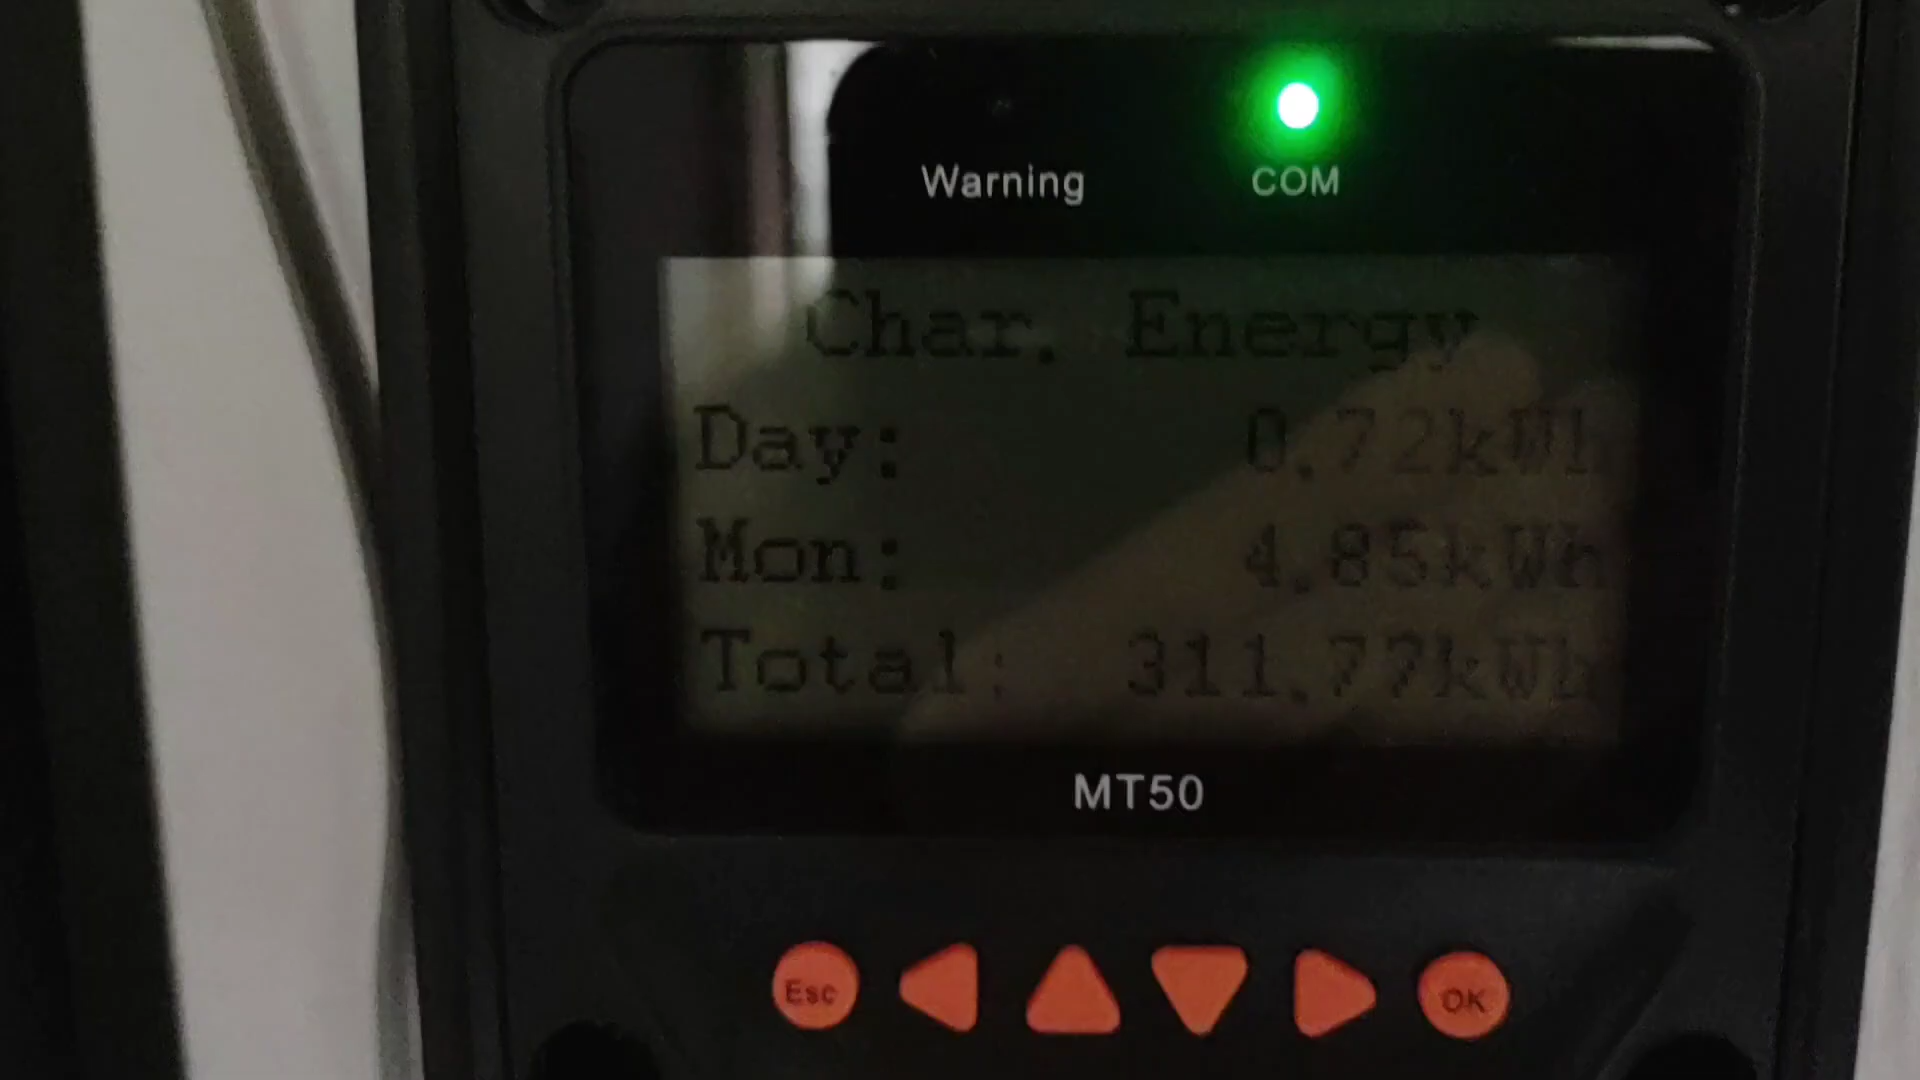 Warning COM
Char. Energy
Day: 0.72kWh
Mon: 4.85kWh
Total: 311.77kWh
MT50
Esc OK